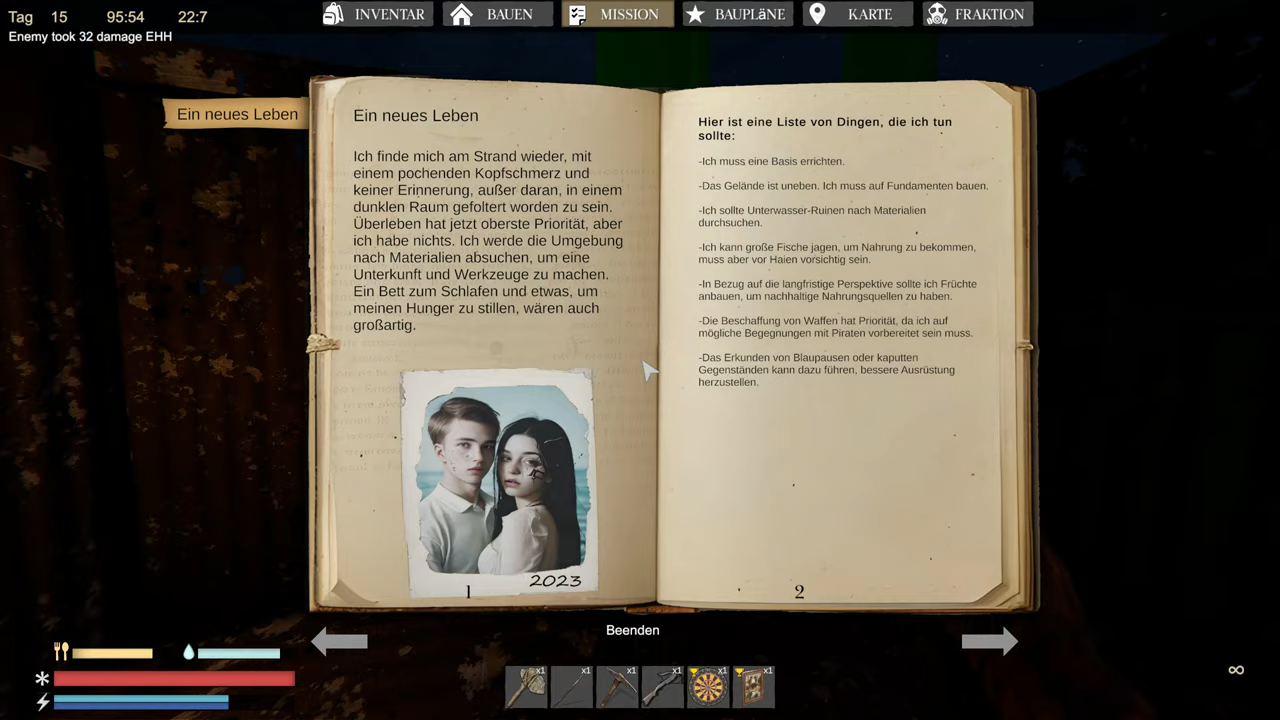 Tag 15 95:54 22:7
Enemy took 32 damage EHH
INVENTAR BAUEN MISSION BAUPLäNE KARTE FRAKTION
Ein neues Leben
Ein neues Leben
Ich finde mich am Strand wieder, mit
einem pochenden Kopfschmerz und
keiner Erinnerung, außer daran, in einem
dunklen Raum gefoltert worden zu sein.
Überleben hat jetzt oberste Priorität, aber
ich habe nichts. Ich werde die Umgebung
nach Materialien absuchen, um eine
Unterkunft und Werkzeuge zu machen.
Ein Bett zum Schlafen und etwas, um
meinen Hunger zu stillen, wären auch
großartig.
2023
1
Hier ist eine Liste von Dingen, die ich tun
sollte:
-Ich muss eine Basis errichten.
-Das Gelände ist uneben. Ich muss auf Fundamenten bauen.
-Ich sollte Unterwasser-Ruinen nach Materialien
durchsuchen.
-Ich kann große Fische jagen, um Nahrung zu bekommen,
muss aber vor Haien vorsichtig sein.
-In Bezug auf die langfristige Perspektive sollte ich Früchte
anbauen, um nachhaltige Nahrungsquellen zu haben.
-Die Beschaffung von Waffen hat Priorität, da ich auf
mögliche Begegnungen mit Piraten vorbereitet sein muss.
-Das Erkunden von Blaupausen oder kaputten
Gegenständen kann dazu führen, bessere Ausrüstung
herzustellen.
2
Beenden
x1 x1 x1 x1 x1 x1
∞